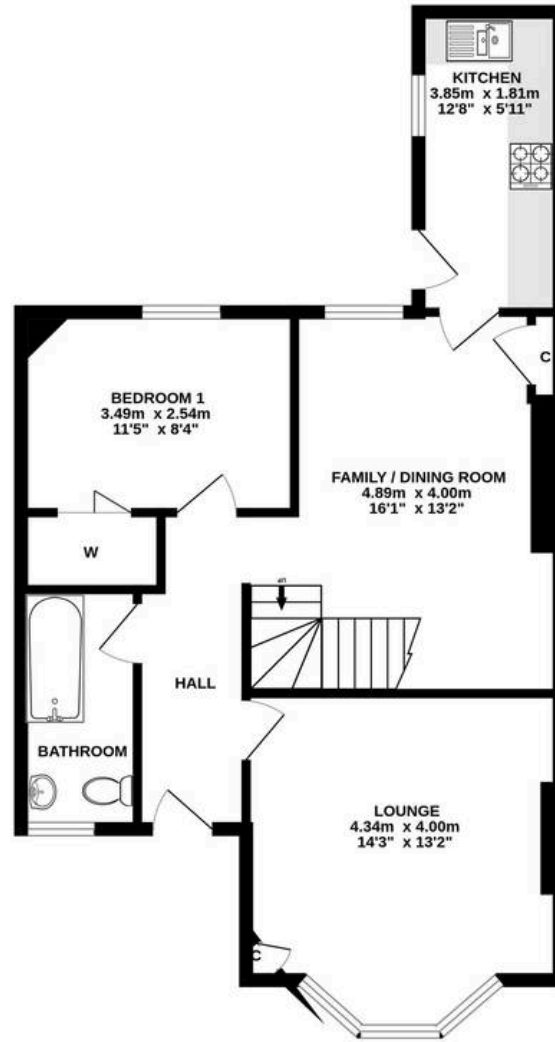 KITCHEN
3.85m x 1.81m
12'8" x 5'11"
C
BEDROOM 1
3.49m x 2.54m
11'5" x 8'4"
FAMILY / DINING ROOM
4.89m x 4.00m
16'1" x 13'2"
W
UP
HALL
BATHROOM
LOUNGE
4.34m x 4.00m
14'3" x 13'2"
C